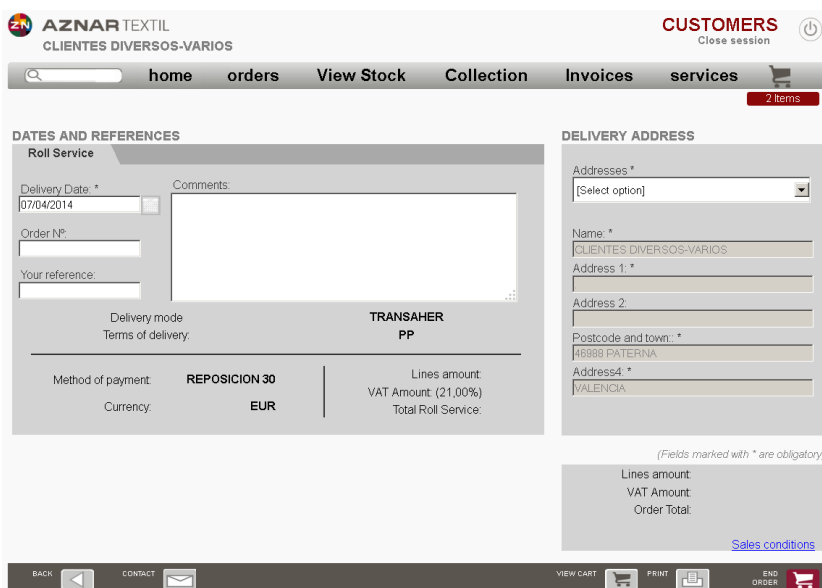 ZN AZNAR TEXTIL
CLIENTES DIVERSOS-VARIOS
CUSTOMERS
Close session
home orders View Stock Collection Invoices services
2 Items
DATES AND REFERENCES
Roll Service
Delivery Date: *
07/04/2014
Comments:
Order Nº:
Your reference:
Delivery mode TRANSAHER
Terms of delivery: PP
Method of payment: REPOSICION 30
Currency: EUR
Lines amount:
VAT Amount: (21,00%)
Total Roll Service:
DELIVERY ADDRESS
Addresses *
[Select option]
Name: *
CLIENTES DIVERSOS-VARIOS
Address 1: *
Address 2:
Postcode and town:: *
46988 PATERNA
Address4: *
VALENCIA
(Fields marked with * are obligatory
Lines amount:
VAT Amount:
Order Total:
Sales conditions
BACK CONTACT VIEW CART PRINT END ORDER